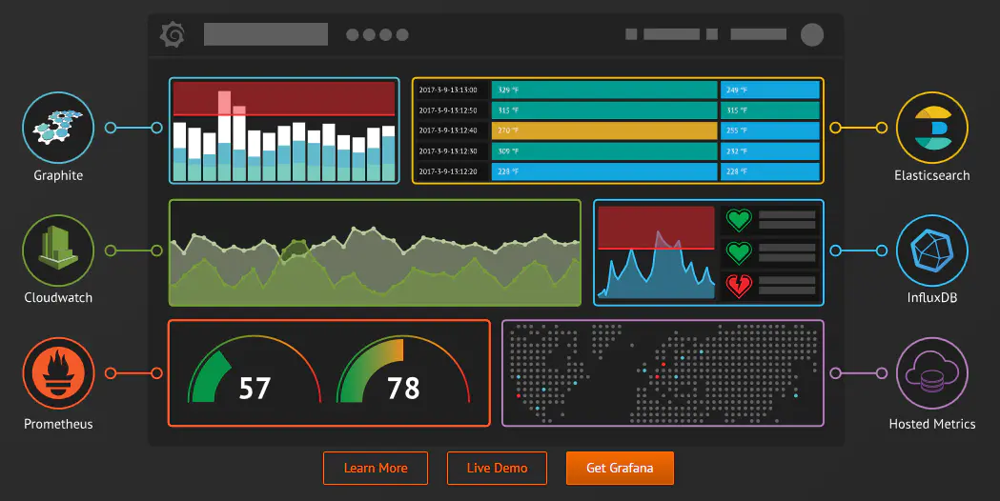 2017-3-9-13:13:00 329 °F 249 °F
2017-3-9-13:12:50 315 °F 315 °F
2017-3-9-13:12:40 270 °F 255 °F
2017-3-9-13:12:30 309 °F 232 °F
2017-3-9-13:12:20 228 °F 228 °F
Graphite
Elasticsearch
Cloudwatch
InfluxDB
57
78
Prometheus
Hosted Metrics
Learn More
Live Demo
Get Grafana